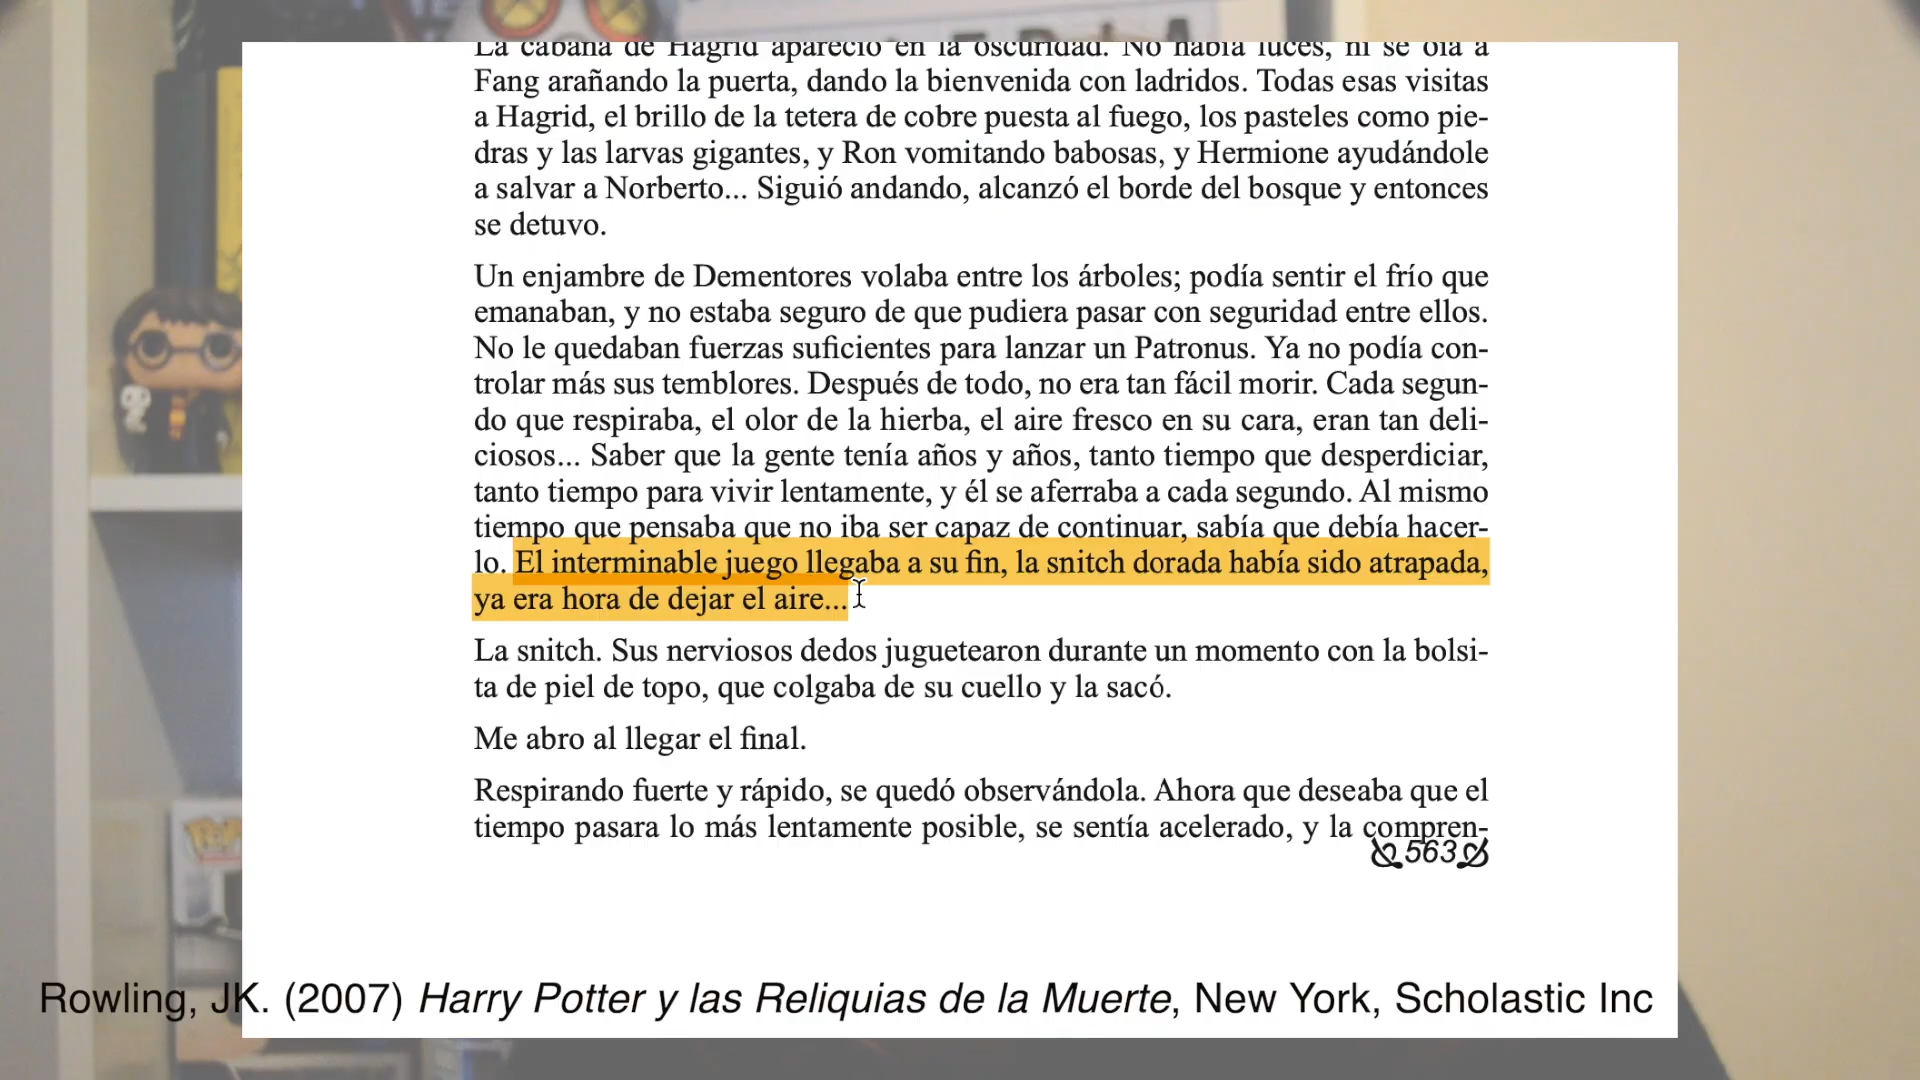 La cabaña de Hagrid apareció en la oscuridad. No había luces, ni se oía a
Fang arañando la puerta, dando la bienvenida con ladridos. Todas esas visitas
a Hagrid, el brillo de la tetera de cobre puesta al fuego, los pasteles como pie-
dras y las larvas gigantes, y Ron vomitando babosas, y Hermione ayudándole
a salvar a Norberto... Siguió andando, alcanzó el borde del bosque y entonces
se detuvo.
Un enjambre de Dementores volaba entre los árboles; podía sentir el frío que
emanaban, y no estaba seguro de que pudiera pasar con seguridad entre ellos.
No le quedaban fuerzas suficientes para lanzar un Patronus. Ya no podía con-
trolar más sus temblores. Después de todo, no era tan fácil morir. Cada segun-
do que respiraba, el olor de la hierba, el aire fresco en su cara, eran tan deli-
ciosos... Saber que la gente tenía años y años, tanto tiempo que desperdiciar,
tanto tiempo para vivir lentamente, y él se aferraba a cada segundo. Al mismo
tiempo que pensaba que no iba ser capaz de continuar, sabía que debía hacer-
lo. El interminable juego llegaba a su fin, la snitch dorada había sido atrapada,
ya era hora de dejar el aire...
La snitch. Sus nerviosos dedos juguetearon durante un momento con la bolsi-
ta de piel de topo, que colgaba de su cuello y la sacó.
Me abro al llegar el final.
Respirando fuerte y rápido, se quedó observándola. Ahora que deseaba que el
tiempo pasara lo más lentamente posible, se sentía acelerado, y la compren-
563
Rowling, JK. (2007) Harry Potter y las Reliquias de la Muerte, New York, Scholastic Inc